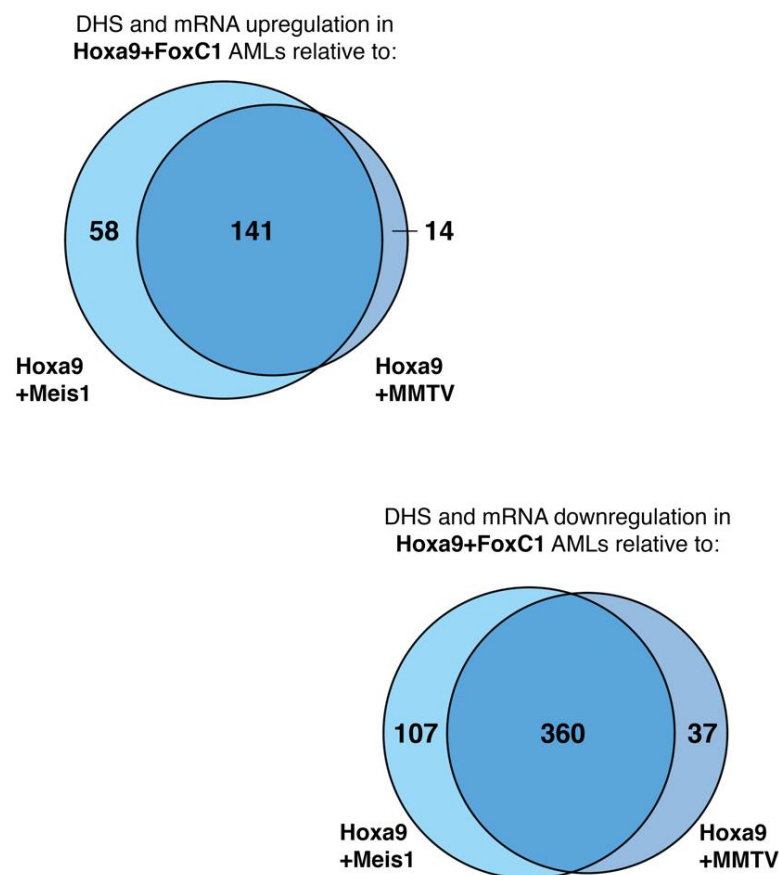 DHS and mRNA upregulation in
Hoxa9+FoxC1 AMLs relative to:
58
141
14
Hoxa9
+Meis1
Hoxa9
+MMTV
DHS and mRNA downregulation in
Hoxa9+FoxC1 AMLs relative to:
107
360
37
Hoxa9
+Meis1
Hoxa9
+MMTV